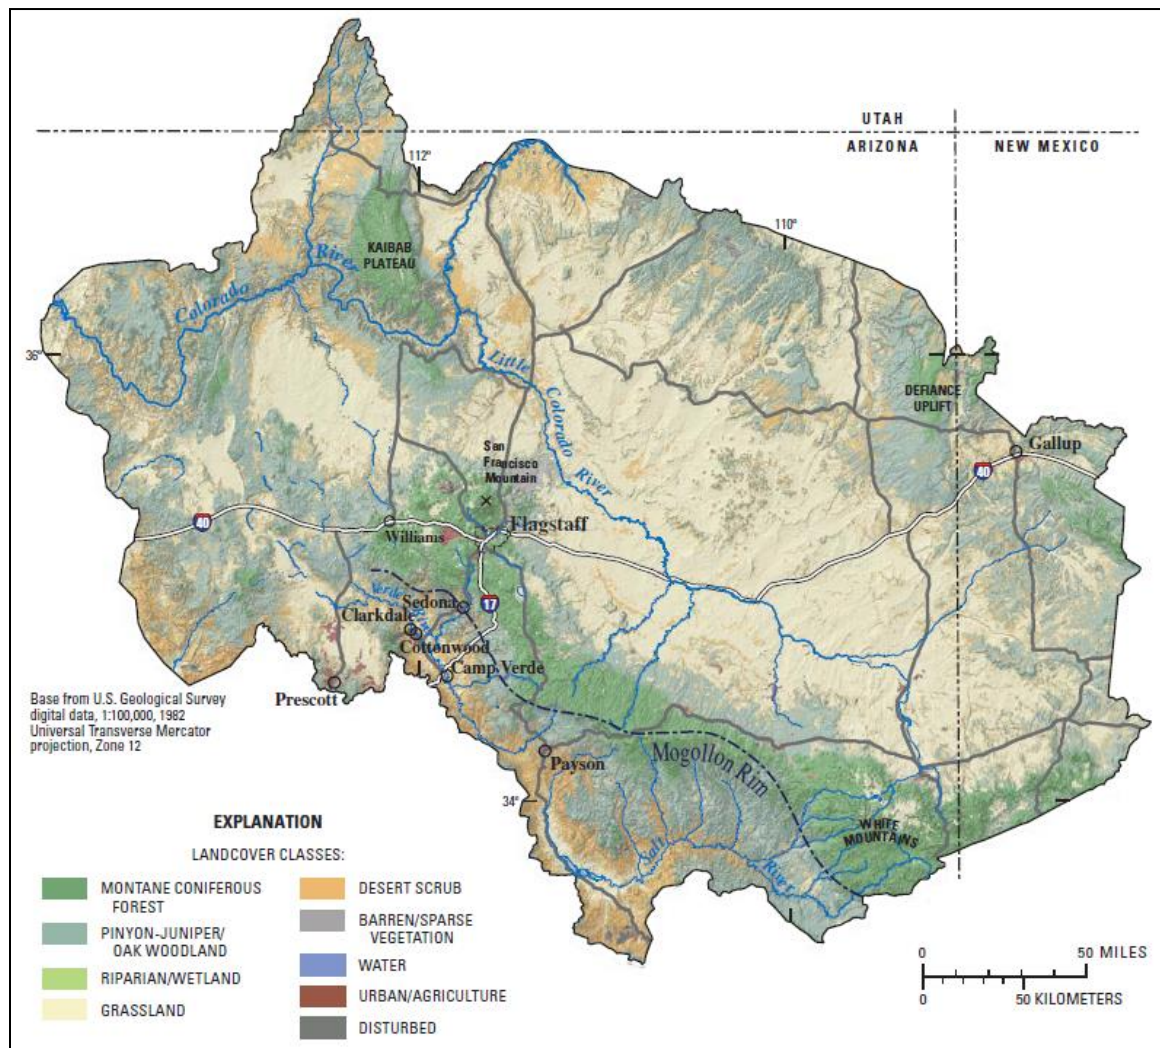 UTAH
ARIZONA
NEW MEXICO
112°
110°
KAIBAB
PLATEAU
River
Colorado
36°
Little
Colorado
River
DEFIANCE
UPLIFT
Gallup
40
San
Francisco
Mountain
40
Williams
Flagstaff
17
Verde River
Sedona
Clarkdale
Cottonwood
Camp Verde
Prescott
Base from U.S. Geological Survey
digital data, 1:100,000, 1982
Universal Transverse Mercator
projection, Zone 12
Payson
Mogollon Rim
34°
WHITE
MOUNTAINS
Salt
River
EXPLANATION
LANDCOVER CLASSES:
MONTANE CONIFEROUS
FOREST
PINYON-JUNIPER/
OAK WOODLAND
RIPARIAN/WETLAND
GRASSLAND
DESERT SCRUB
BARREN/SPARSE
VEGETATION
WATER
URBAN/AGRICULTURE
DISTURBED
0 50 MILES
0 50 KILOMETERS